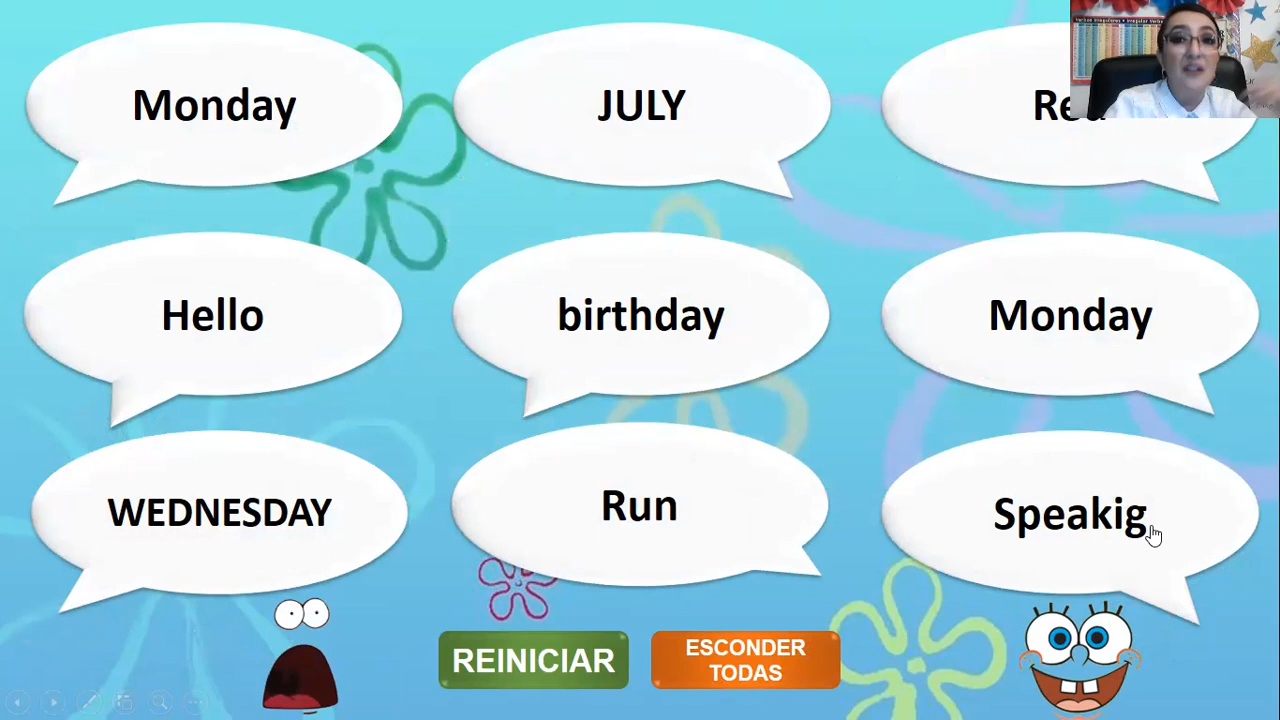 Monday
JULY
Hello
birthday
Monday
WEDNESDAY
Run
Speakig
REINICIAR
ESCONDER
TODAS